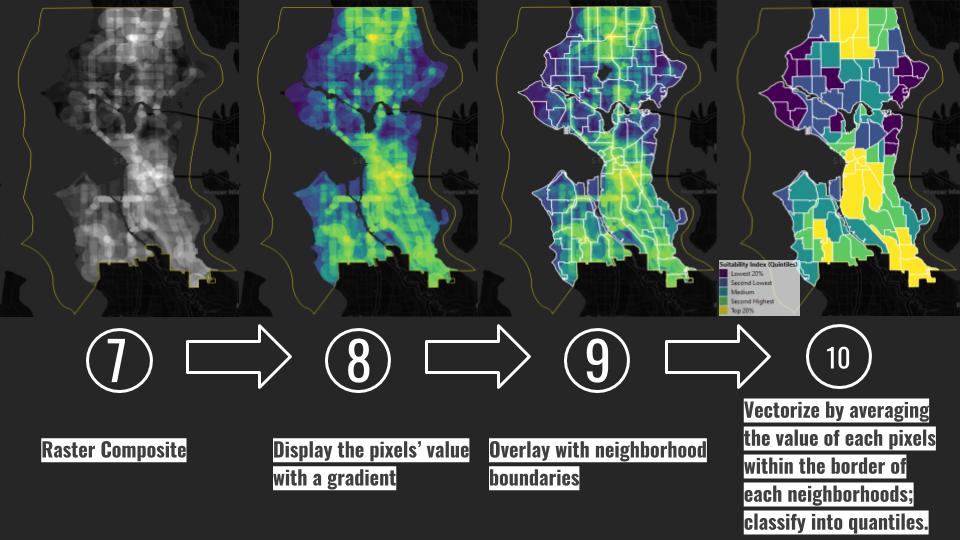 Suitability Index (Quintiles)
Lowest 20%
Second Lowest
Medium
Second Highest
Top 20%
7
8
9
10
Raster Composite
Display the pixels’ value
with a gradient
Overlay with neighborhood
boundaries
Vectorize by averaging
the value of each pixels
within the border of
each neighborhoods;
classify into quantiles.